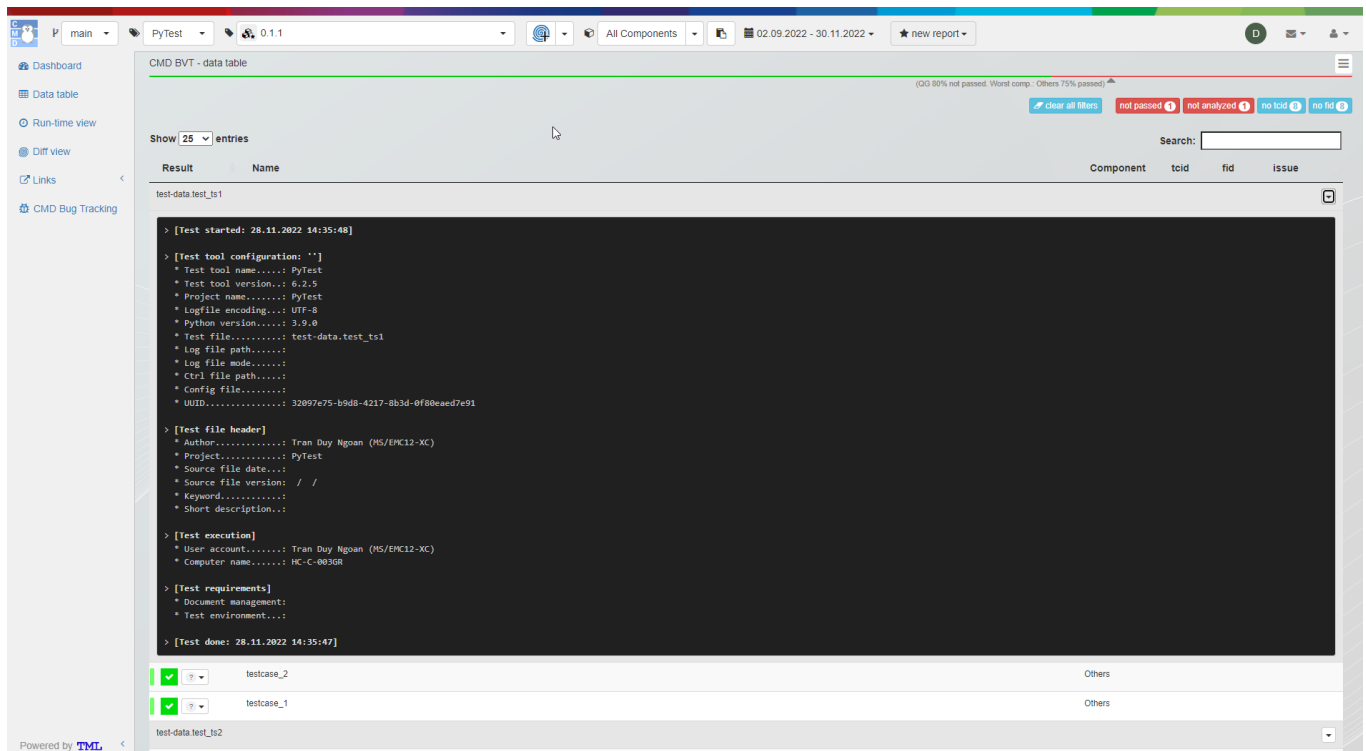 C M D
main
PyTest
0.1.1
All Components
02.09.2022 - 30.11.2022
new report
D
Dashboard
Data table
Run-time view
Diff view
Links
CMD Bug Tracking
CMD BVT - data table
(QG 80% not passed. Worst comp.: Others 75% passed)
clear all filters
not passed 1
not analyzed 1
no tcid 8
no fid 8
Show 25 entries
Search:
Result Name Component tcid fid issue
test-data.test_ts1
> [Test started: 28.11.2022 14:35:48]
> [Test tool configuration: '']
* Test tool name.....: PyTest
* Test tool version..: 6.2.5
* Project name.......: PyTest
* Logfile encoding...: UTF-8
* Python version.....: 3.9.0
* Test file..........: test-data.test_ts1
* Log file path......:
* Log file mode......:
* Ctrl file path.....:
* Config file........:
* UUID...............: 32097e75-b9d8-4217-8b3d-0f80eaed7e91
> [Test file header]
* Author.............: Tran Duy Ngoan (MS/EMC12-XC)
* Project............: PyTest
* Source file date...:
* Source file version: / /
* Keyword............:
* Short description..:
> [Test execution]
* User account.......: Tran Duy Ngoan (MS/EMC12-XC)
* Computer name......: HC-C-003GR
> [Test requirements]
* Document management:
* Test environment...:
> [Test done: 28.11.2022 14:35:47]
? testcase_2 Others
? testcase_1 Others
test-data.test_ts2
Powered by TML